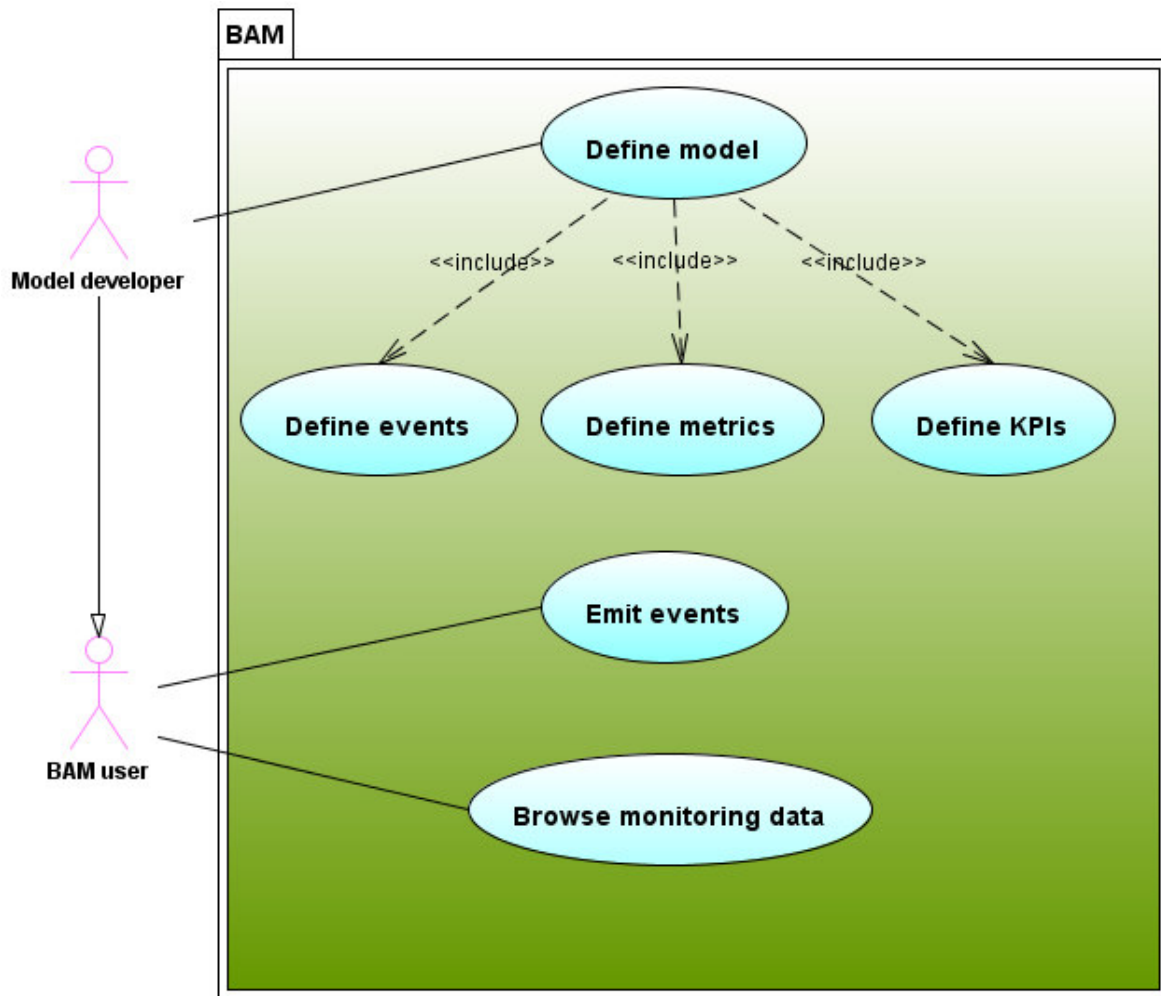 BAM
Define model
Model developer
<<include>>
<<include>>
<<include>>
Define events
Define metrics
Define KPIs
Emit events
BAM user
Browse monitoring data